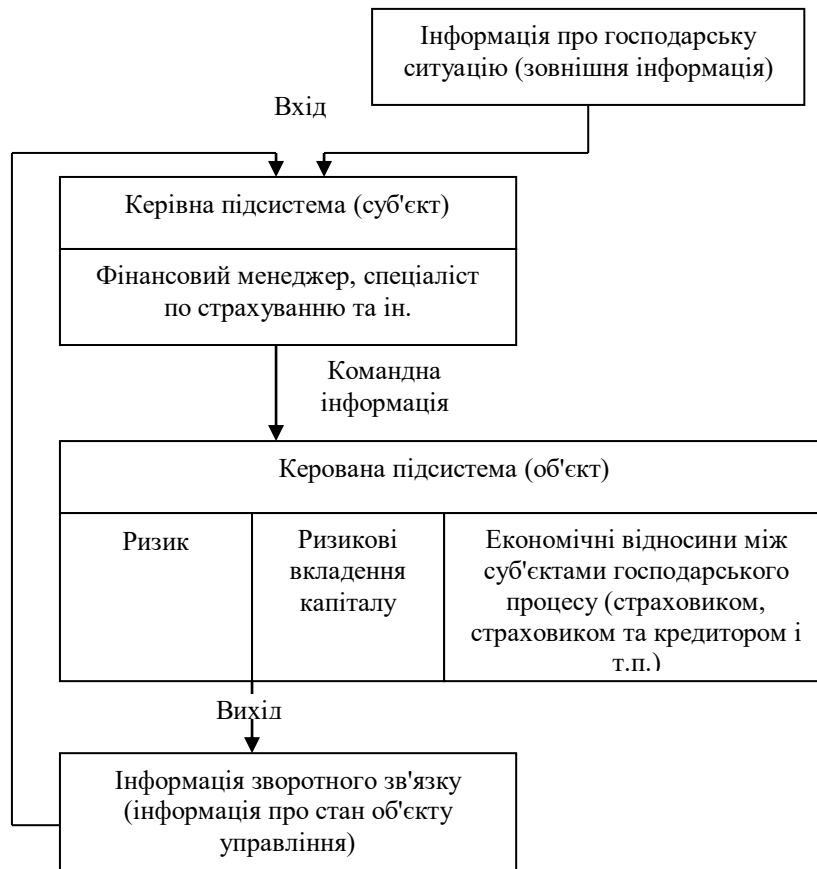 Інформація про господарську
ситуацію (зовнішня інформація)
Вхід
Керівна підсистема (суб'єкт)
Фінансовий менеджер, спеціаліст
по страхуванню та ін.
Командна
інформація
Керована підсистема (об'єкт)
Ризик
Ризикові
вкладення
капіталу
Економічні відносини між
суб'єктами господарського
процесу (страховиком,
страховиком та кредитором і
т.п.)
Вихід
Інформація зворотного зв'язку
(інформація про стан об'єкту
управління)